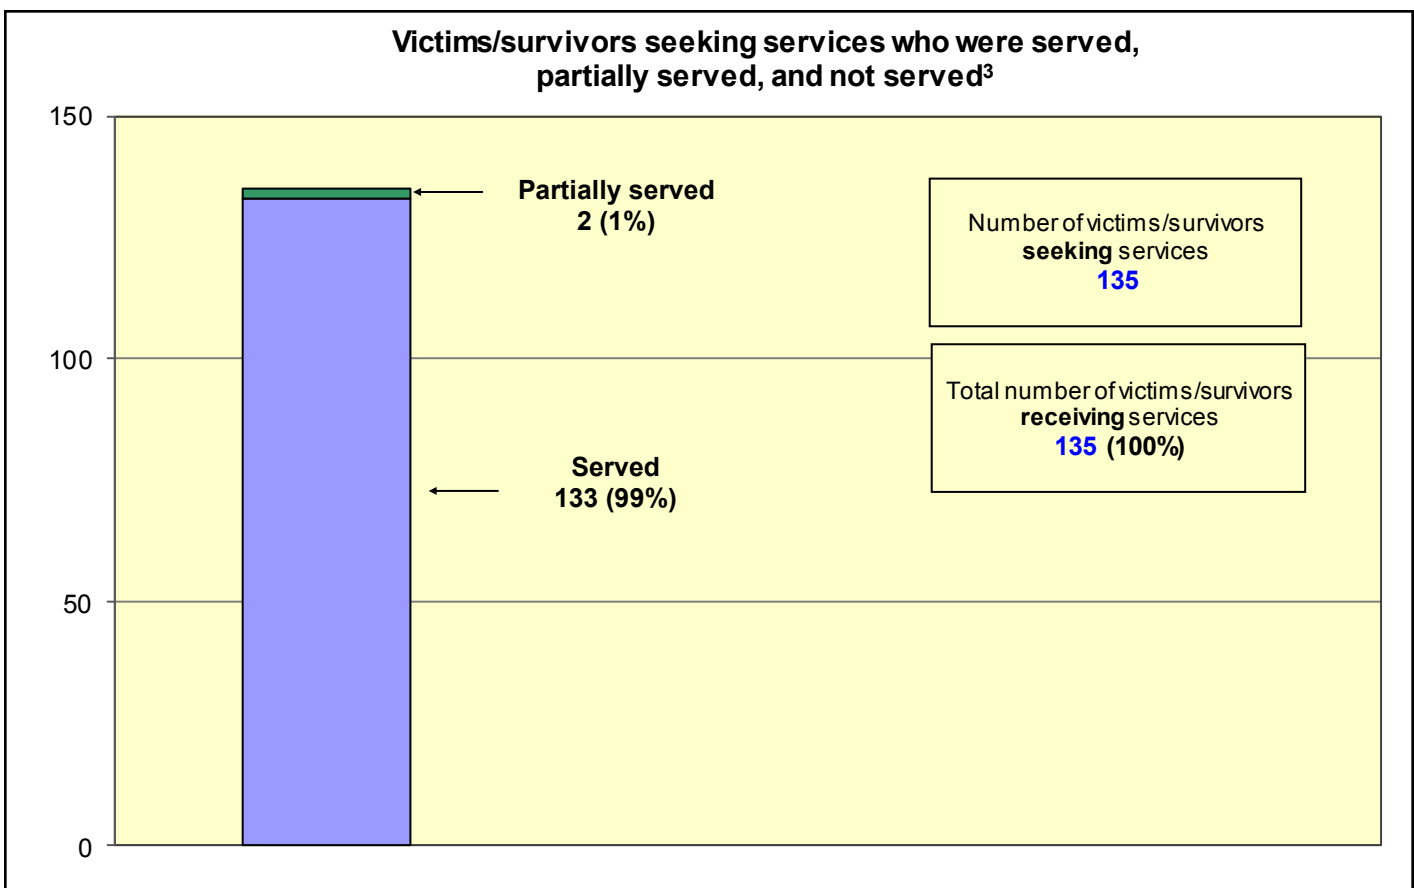 Victims/survivors seeking services who were served,
partially served, and not served³
150
100
50
0
Partially served
2 (1%)
Served
133 (99%)
Number of victims/survivors
seeking services
135
Total number of victims/survivors
receiving services
135 (100%)